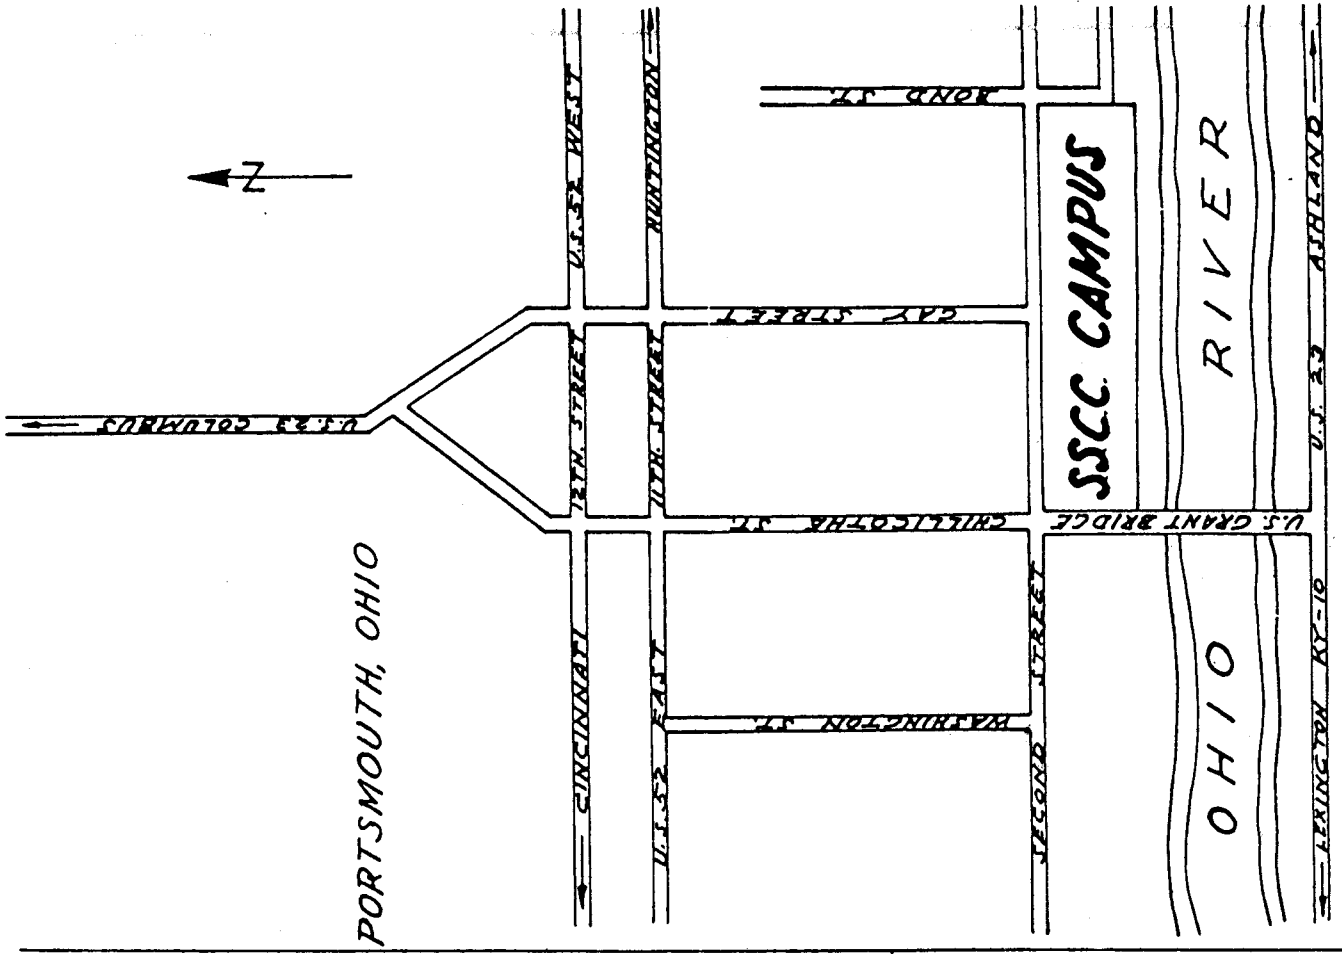 PORTSMOUTH, OHIO
N
U.S. 23 COLUMBUS
CINCINNATI
12TH. STREET
U.S. 52 WEST
U.S. 52 EAST
11TH. STREET
HUNTINGTON
WASHINGTON ST.
CHILLICOTHA ST.
GAY STREET
BOND ST.
SECOND STREET
SSCC CAMPUS
U.S. GRANT BRIDGE
OHIO RIVER
LEXINGTON KY-10
U.S. 23 ASHLAND